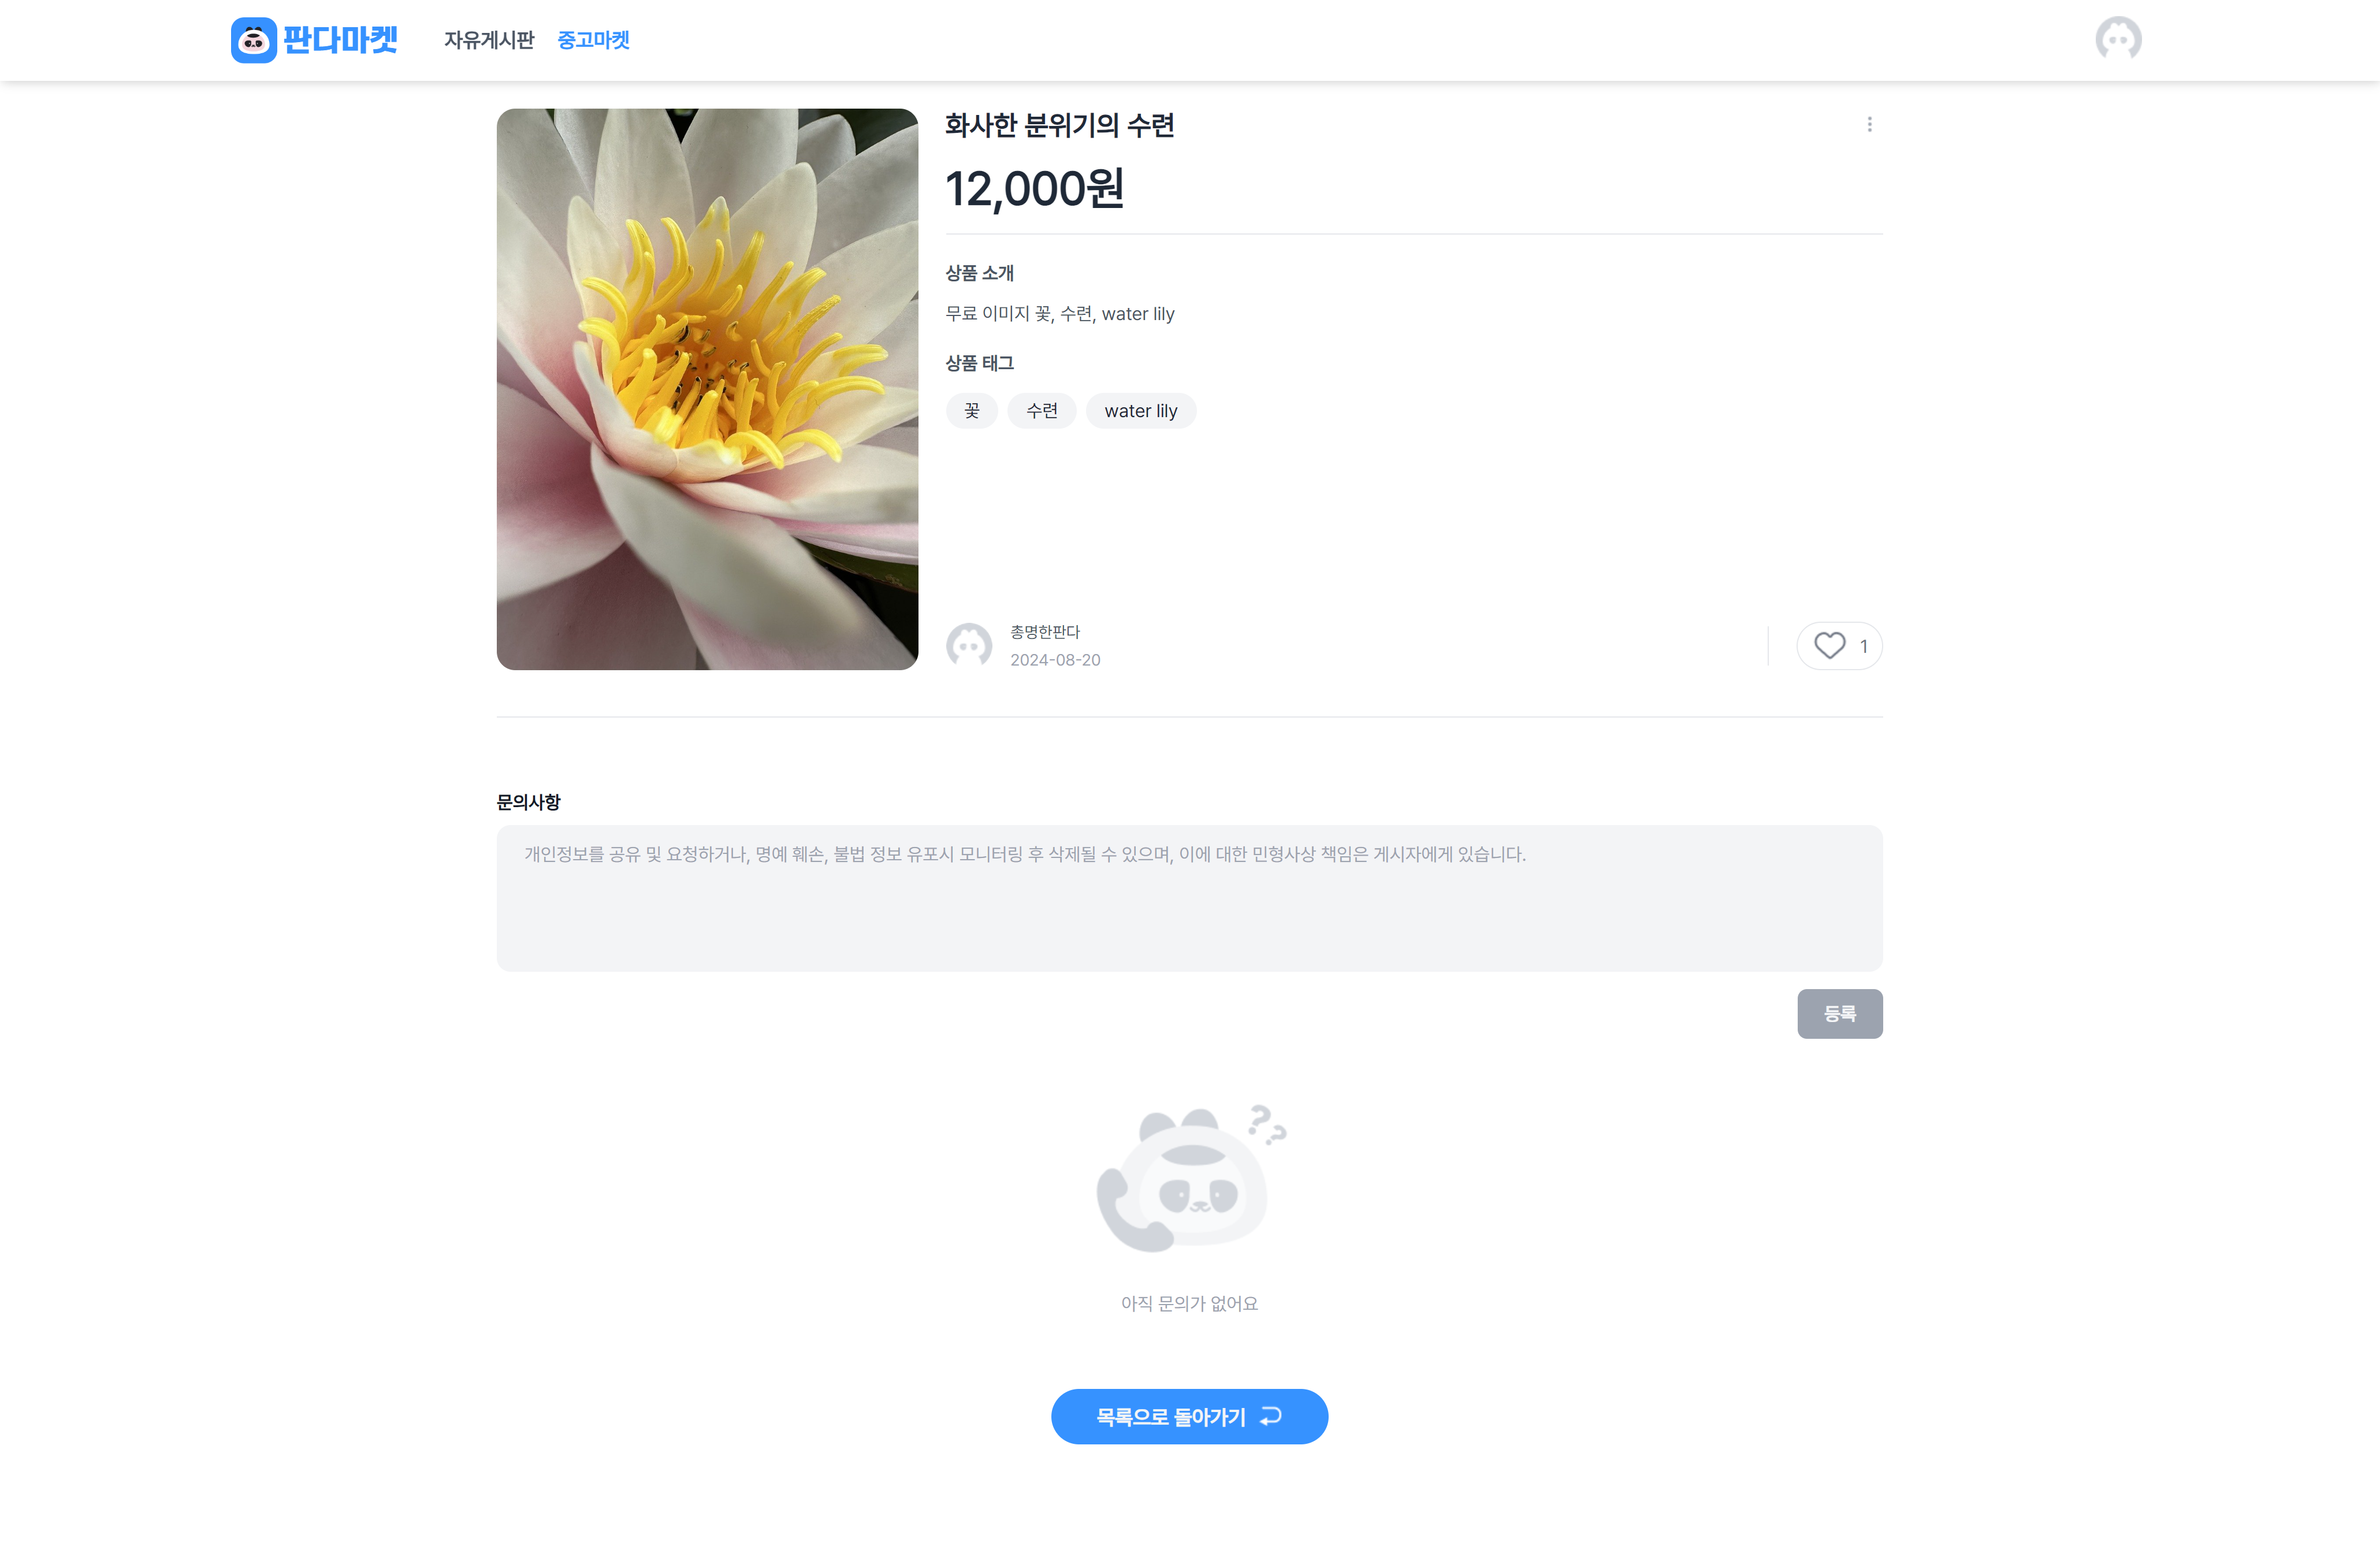 판다마켓 자유게시판 중고마켓
화사한 분위기의 수련
12,000원
상품 소개
무료 이미지 꽃, 수련, water lily
상품 태그
꽃 수련 water lily
총명한판다
2024-08-20
1
문의사항
개인정보를 공유 및 요청하거나, 명예 훼손, 불법 정보 유포시 모니터링 후 삭제될 수 있으며, 이에 대한 민형사상 책임은 게시자에게 있습니다.
등록
??
아직 문의가 없어요
목록으로 돌아가기